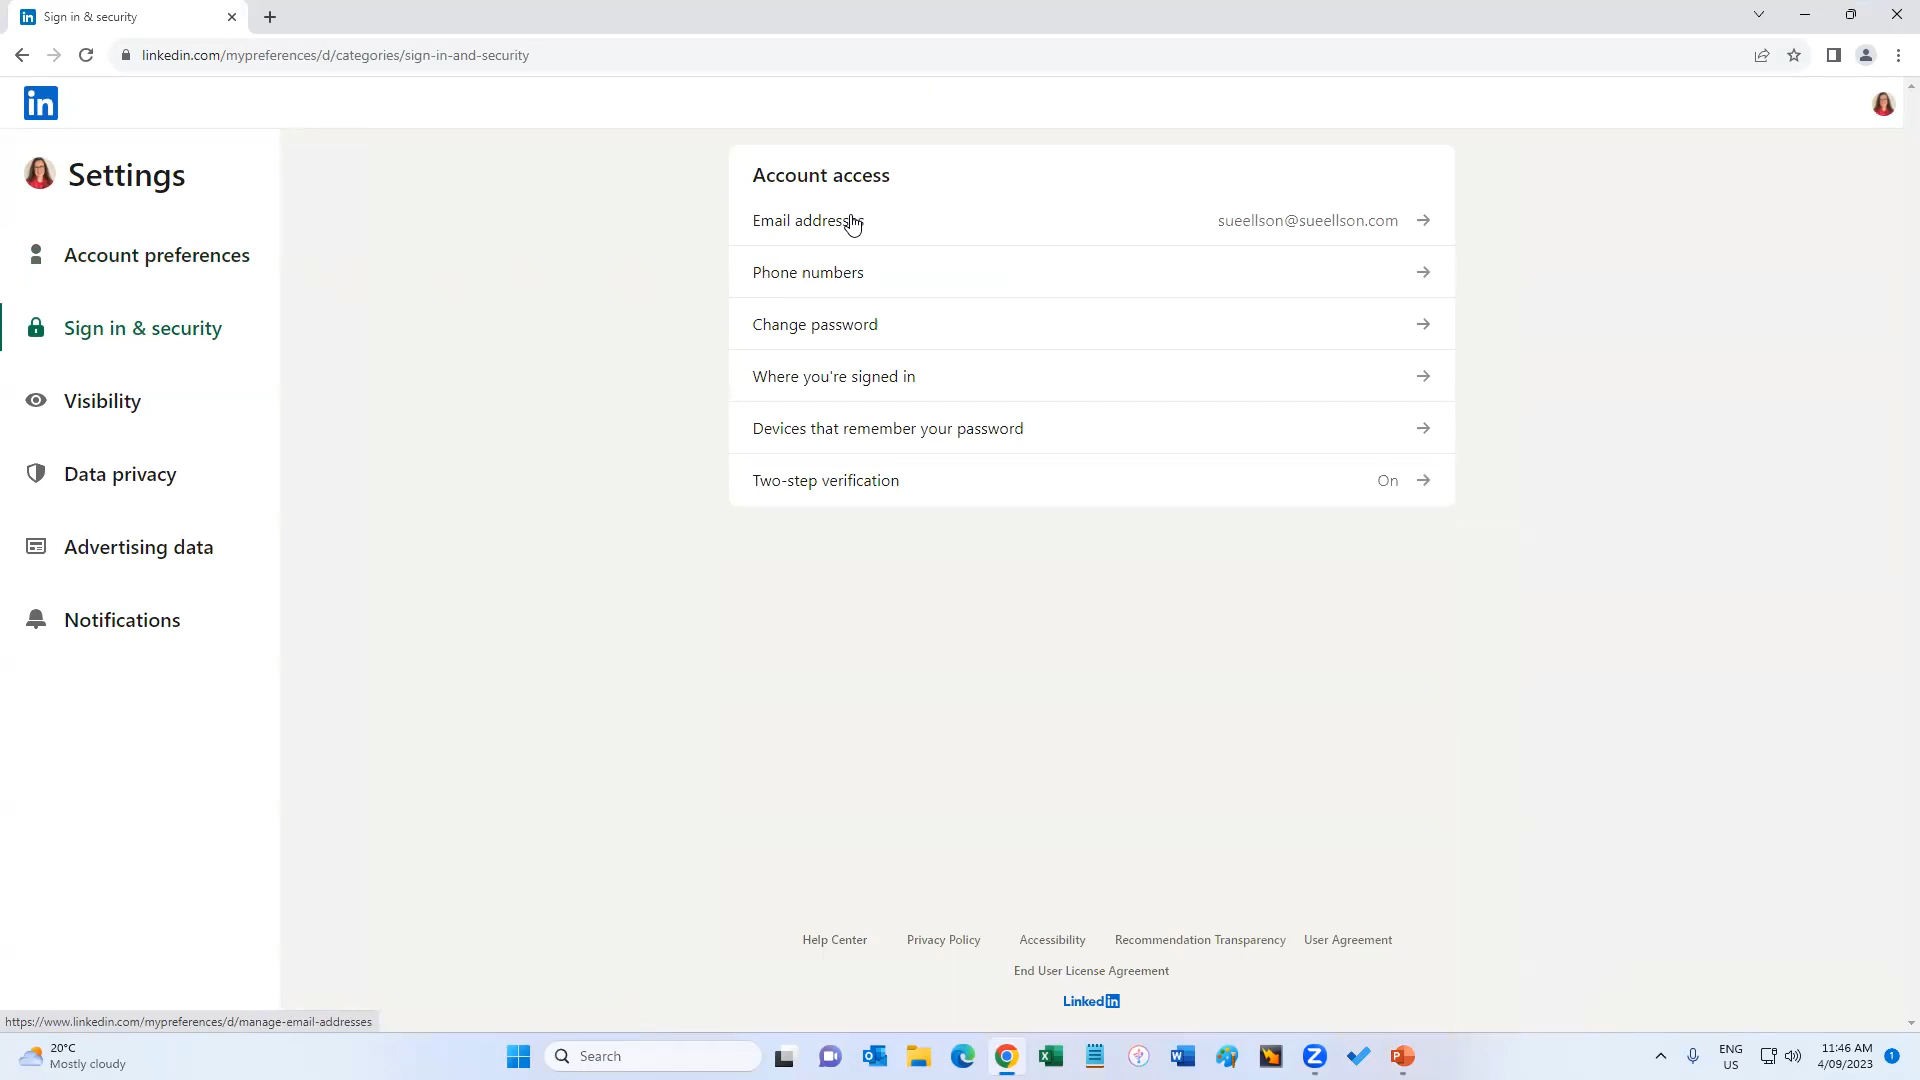 Sign in & security
linkedin.com/mypreferences/d/categories/sign-in-and-security
in
Settings
Account preferences
Sign in & security
Visibility
Data privacy
Advertising data
Notifications
Account access
Email addresses sueellson@sueellson.com
Phone numbers
Change password
Where you're signed in
Devices that remember your password
Two-step verification On
Help Center Privacy Policy Accessibility Recommendation Transparency User Agreement
End User License Agreement
Linked in
https://www.linkedin.com/mypreferences/d/manage-email-addresses
20°C
Mostly cloudy
Search
ENG
US
11:46 AM
4/09/2023
1